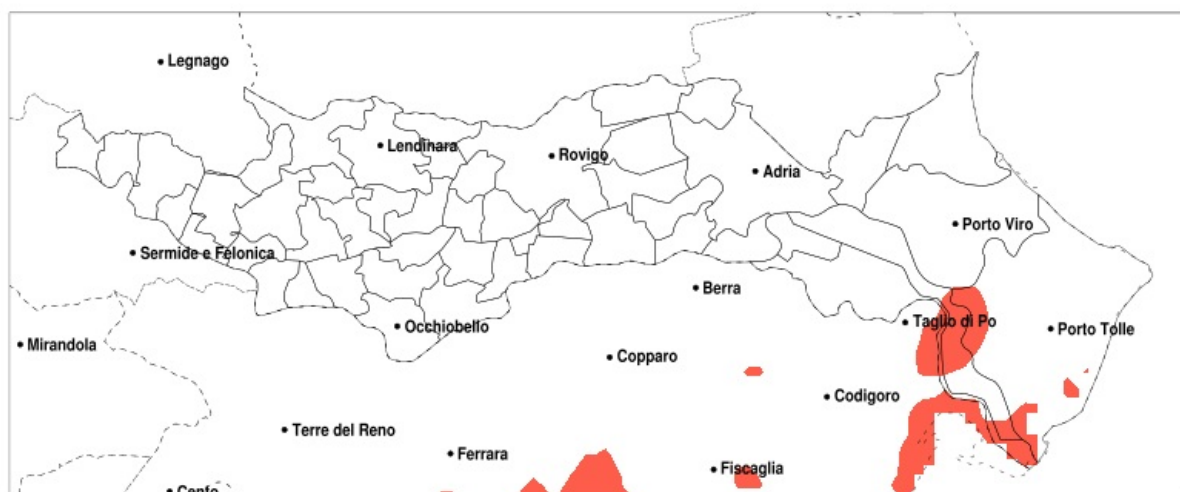 Legnago
Lendinara
Rovigo
Adria
Porto Viro
Sermide e Felonica
Berra
Occhiobello
Taglio di Po
Porto Tolle
Mirandola
Copparo
Codigoro
Terre del Reno
Ferrara
Fiscaglia
Cento